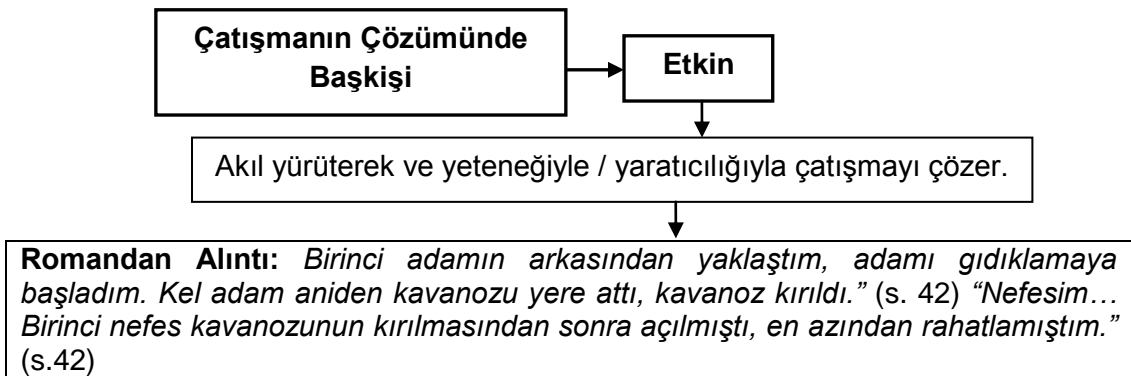 Çatışmanın Çözümünde
Başkişi
Etkin
Akıl yürüterek ve yeteneğiyle / yaratıcılığıyla çatışmayı çözer.
Romandan Alıntı: Birinci adamın arkasından yaklaştım, adamı gıdıklamaya
başladım. Kel adam aniden kavanozu yere attı, kavanoz kırıldı.” (s. 42) “Nefesim…
Birinci nefes kavanozunun kırılmasından sonra açılmıştı, en azından rahatlamıştım.”
(s.42)